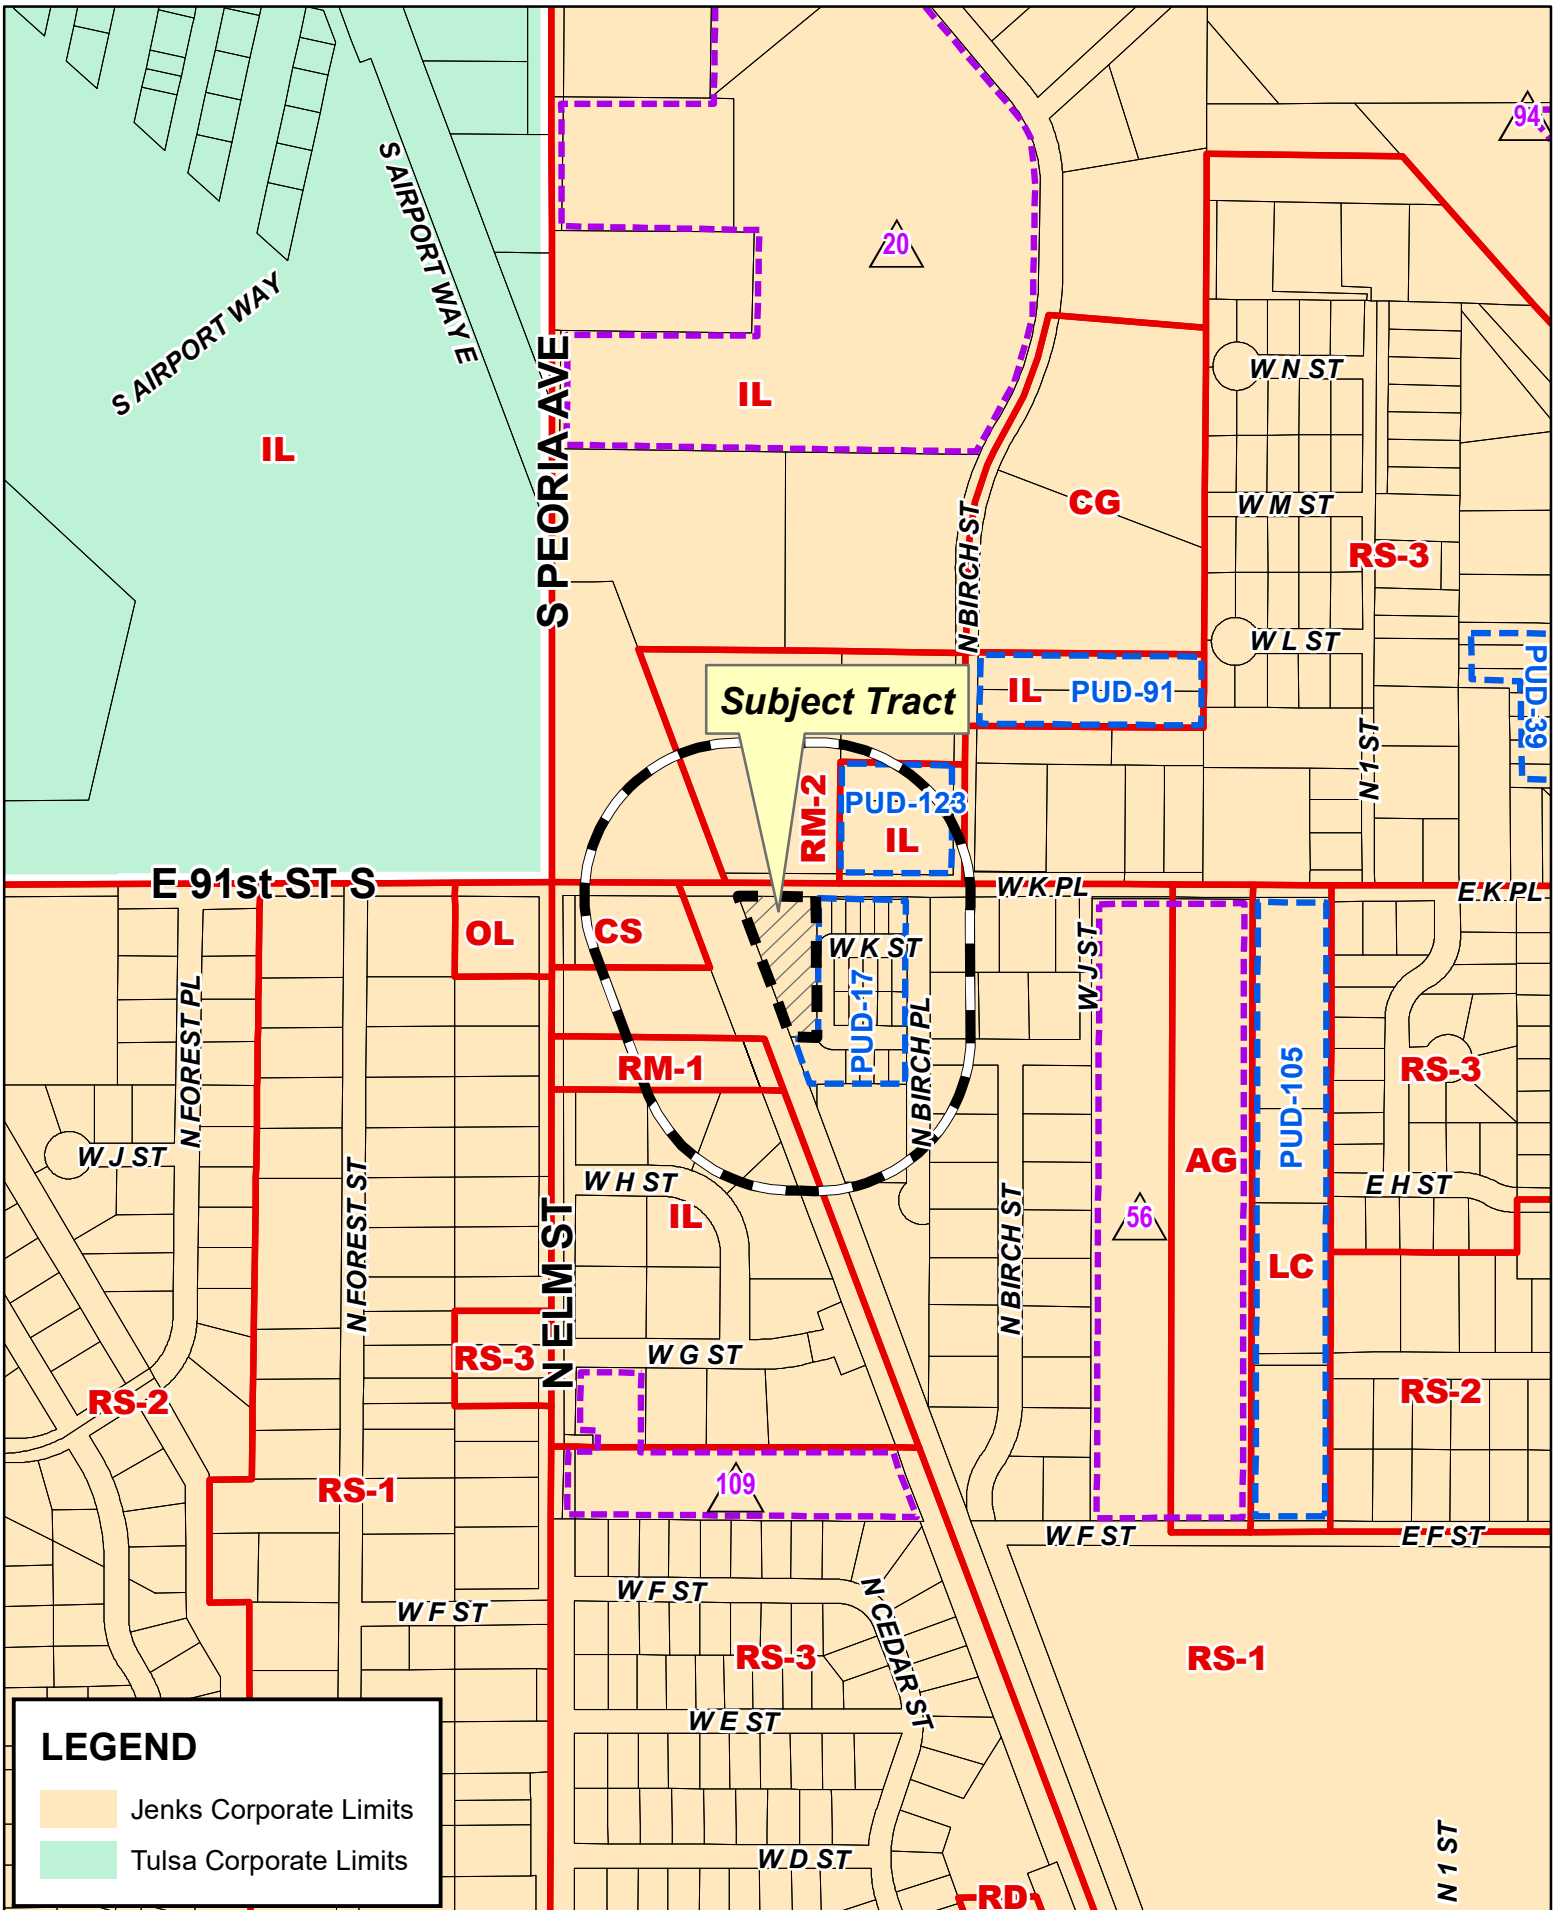 94
S AIRPORT WAY E
20
S AIRPORT WAY
W N ST
IL
IL
S PEORIA AVE
CG
W M ST
N BIRCH ST
RS-3
W L ST
PUD-39
IL PUD-91
Subject Tract
N 1 ST
RM-2
PUD-123
IL
E 91st ST S
W K PL
E K PL
OL
CS
W K ST
W J ST
PUD-17
N FOREST PL
N BIRCH PL
RM-1
RS-3
PUD-105
W J ST
AG
W H ST
E H ST
IL
56
N FOREST ST
N ELM ST
N BIRCH ST
LC
RS-3
W G ST
RS-2
RS-2
RS-1
109
W F ST
E F ST
W F ST
W F ST
N CEDAR ST
RS-3
RS-1
W E ST
LEGEND
Jenks Corporate Limits
Tulsa Corporate Limits
W D ST
N 1 ST
RD